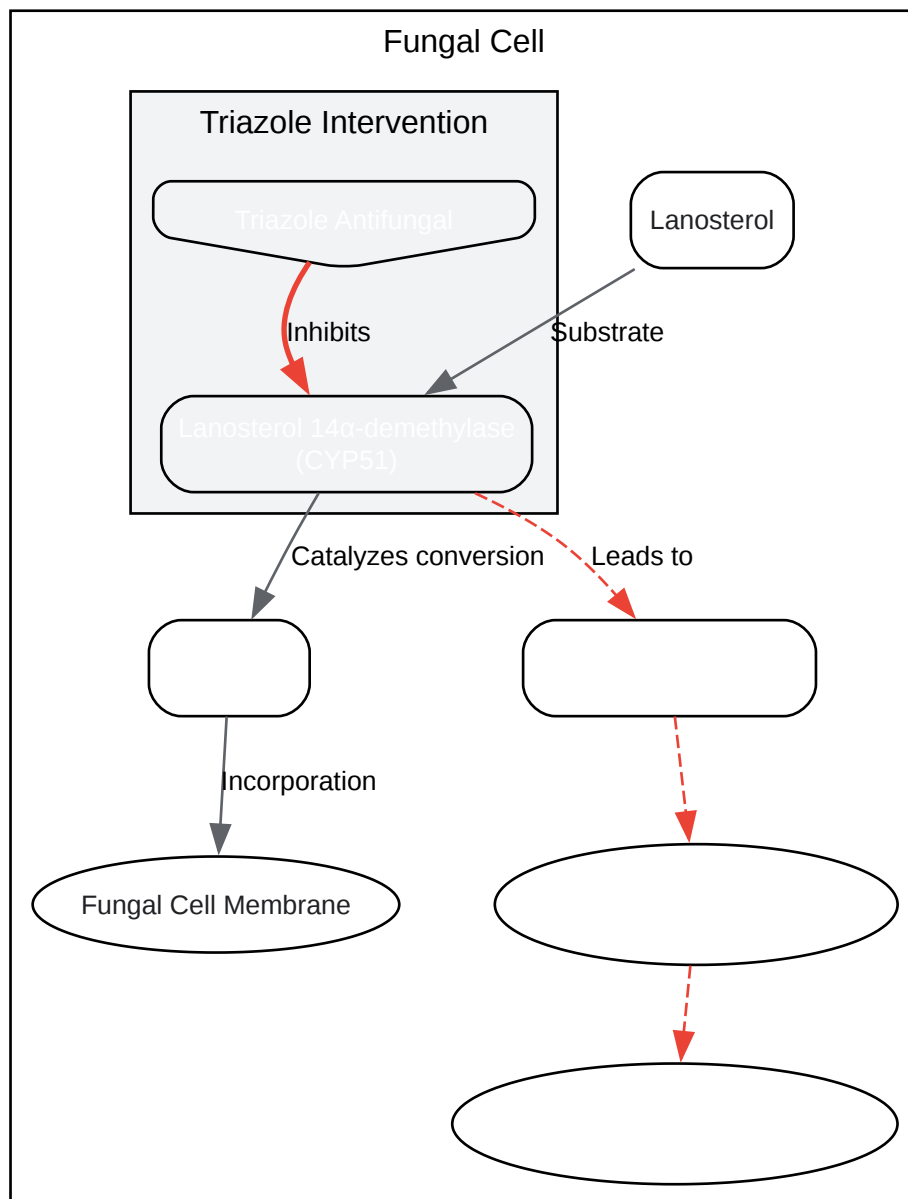 Fungal Cell
Triazole Intervention
Triazole Antifungal
Lanosterol
Inhibits
Substrate
Lanosterol 14α-demethylase
(CYP51)
Catalyzes conversion
Leads to
Incorporation
Fungal Cell Membrane